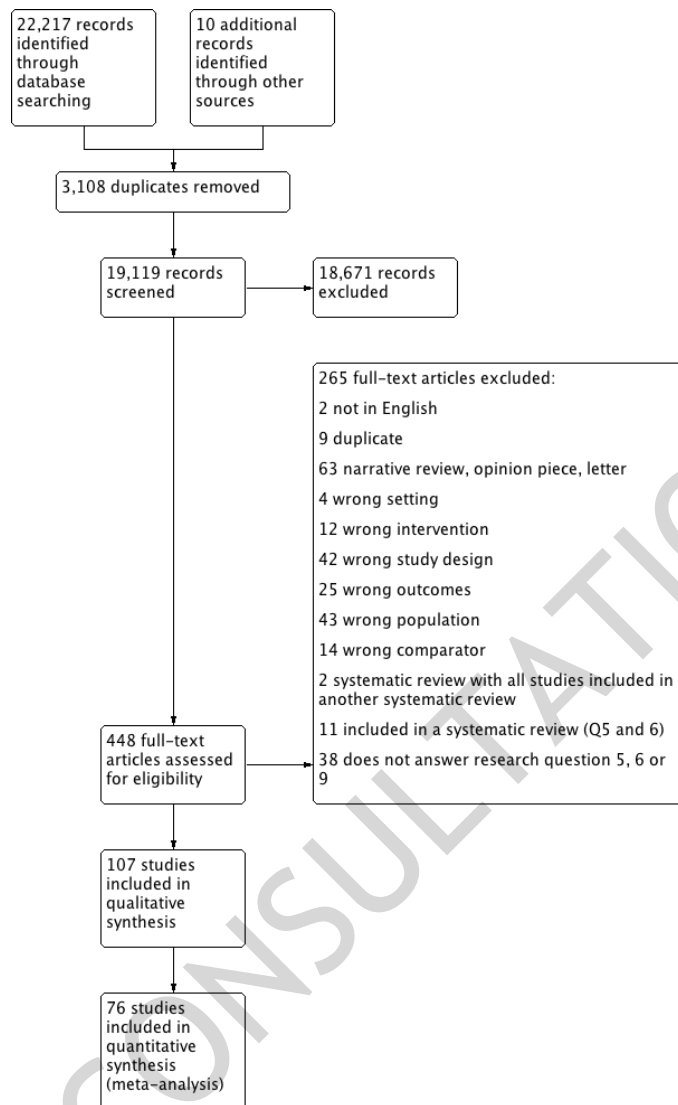 22,217 records
identified
through
database
searching
10 additional
records
identified
through other
sources
3,108 duplicates removed
19,119 records
screened
18,671 records
excluded
265 full-text articles excluded:
2 not in English
9 duplicate
63 narrative review, opinion piece, letter
4 wrong setting
12 wrong intervention
42 wrong study design
25 wrong outcomes
43 wrong population
14 wrong comparator
2 systematic review with all studies included in
another systematic review
11 included in a systematic review (Q5 and 6)
38 does not answer research question 5, 6 or
9
448 full-text
articles assessed
for eligibility
107 studies
included in
qualitative
synthesis
76 studies
included in
quantitative
synthesis
(meta-analysis)